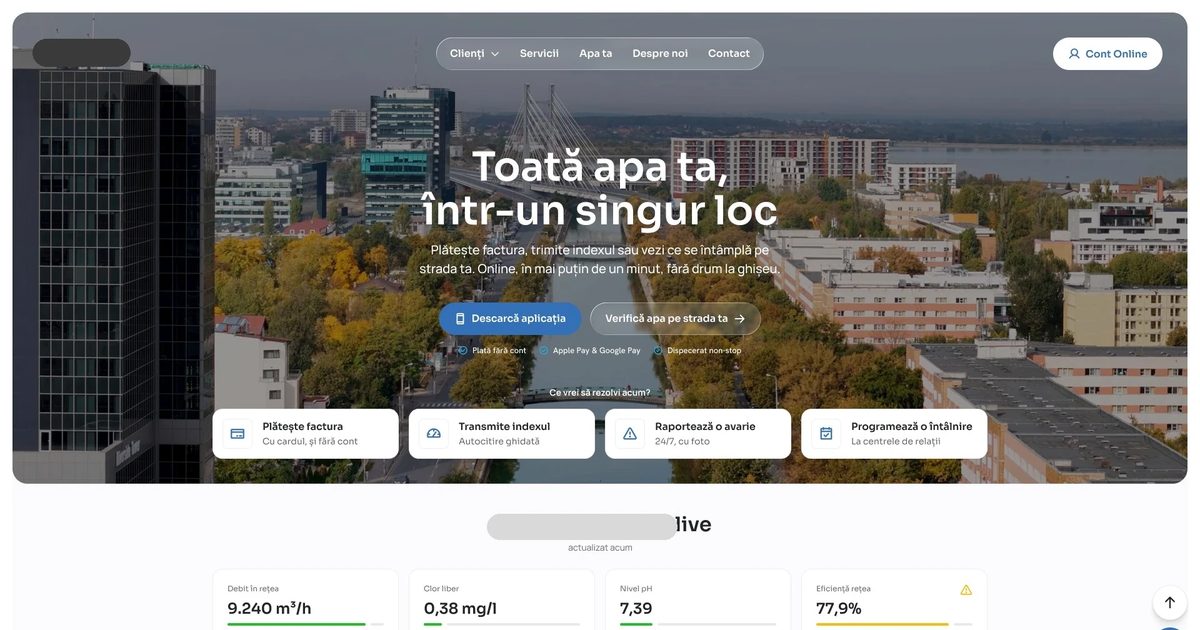 Clienți
Servicii
Apa ta
Despre noi
Contact
Cont Online
Toată apa ta,
într-un singur loc
Plătește factura, trimite indexul sau vezi ce se întâmplă pe
strada ta. Online, în mai puțin de un minut, fără drum la ghișeu.
Descarcă aplicația
Verifică apa pe strada ta
Plată fără cont
Apple Pay & Google Pay
Dispecerat non-stop
Ce vrei să rezolvi acum?
Plătește factura
Cu cardul, și fără cont
Transmite indexul
Autocitire ghidată
Raportează o avarie
24/7, cu foto
Programează o întâlnire
La centrele de relații
live
actualizat acum
Debit în rețea
9.240 m³/h
Clor liber
0,38 mg/l
Nivel pH
7,39
Eficiență rețea
77,9%